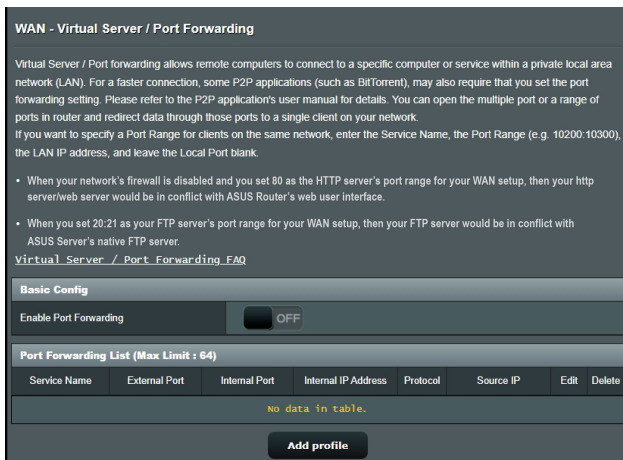 WAN - Virtual Server / Port Forwarding
Virtual Server / Port forwarding allows remote computers to connect to a specific computer or service within a private local area
network (LAN). For a faster connection, some P2P applications (such as BitTorrent), may also require that you set the port
forwarding setting. Please refer to the P2P application's user manual for details. You can open the multiple port or a range of
ports in router and redirect data through those ports to a single client on your network.
If you want to specify a Port Range for clients on the same network, enter the Service Name, the Port Range (e.g. 10200:10300),
the LAN IP address, and leave the Local Port blank.
• When your network's firewall is disabled and you set 80 as the HTTP server's port range for your WAN setup, then your http
server/web server would be in conflict with ASUS Router's web user interface.
• When you set 20:21 as your FTP server's port range for your WAN setup, then your FTP server would be in conflict with
ASUS Server's native FTP server.
Virtual Server / Port Forwarding FAQ
Basic Config
Enable Port Forwarding OFF
Port Forwarding List (Max Limit : 64)
Service Name External Port Internal Port Internal IP Address Protocol Source IP Edit Delete
No data in table.
Add profile